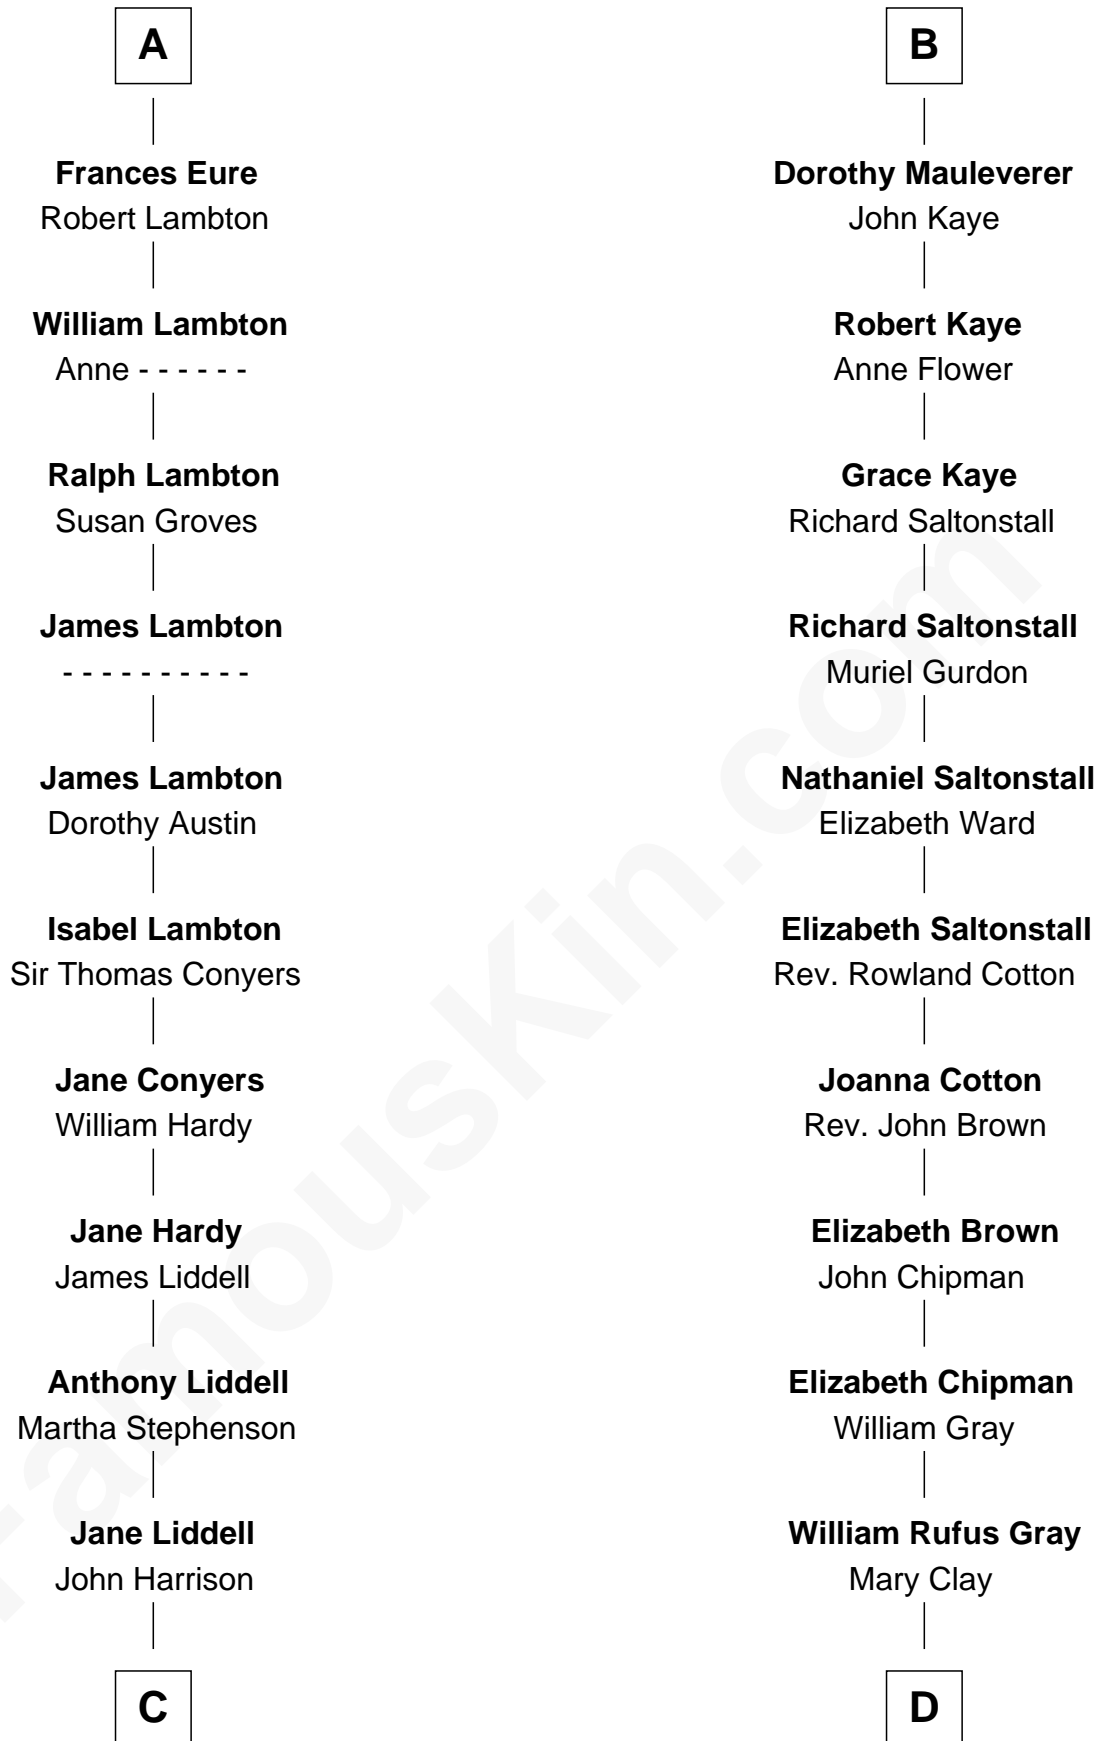 A
Frances Eure
Robert Lambton
William Lambton
Anne - - - - - -
Ralph Lambton
Susan Groves
James Lambton
- - - - - - - - - -
James Lambton
Dorothy Austin
Isabel Lambton
Sir Thomas Conyers
Jane Conyers
William Hardy
Jane Hardy
James Liddell
Anthony Liddell
Martha Stephenson
Jane Liddell
John Harrison
C
B
Dorothy Mauleverer
John Kaye
Robert Kaye
Anne Flower
Grace Kaye
Richard Saltonstall
Richard Saltonstall
Muriel Gurdon
Nathaniel Saltonstall
Elizabeth Ward
Elizabeth Saltonstall
Rev. Rowland Cotton
Joanna Cotton
Rev. John Brown
Elizabeth Brown
John Chipman
Elizabeth Chipman
William Gray
William Rufus Gray
Mary Clay
D
FamousKin.com